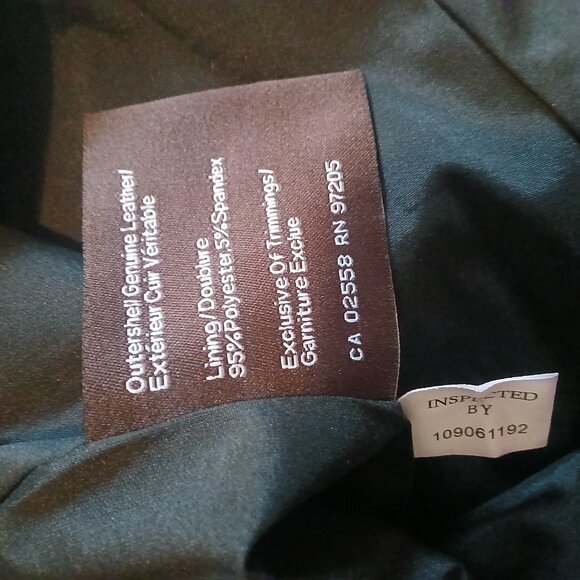 Outershell Genuine Leather/
Extérieur Cuir Véritable
Lining/Doublure
95%Polyester5%Spandex
Exclusive Of Trimmings/
Garniture Exclue
CA 02558 RN 97205
INSPECTED
BY
109061192